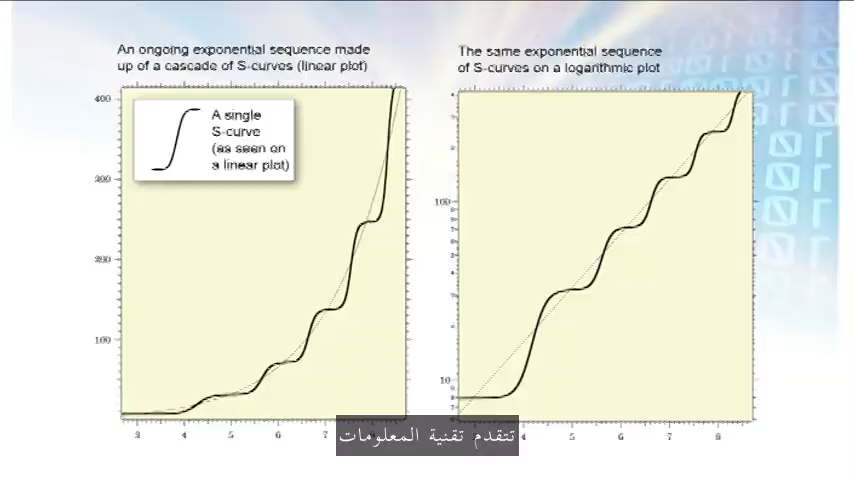 An ongoing exponential sequence made
up of a cascade of S-curves (linear plot)
The same exponential sequence
of S-curves on a logarithmic plot
A single
S-curve
(as seen on
a linear plot)
400
300
200
100
3 4 5 6 7
100
10
5 6 7 8
تتقدم تقنية المعلومات